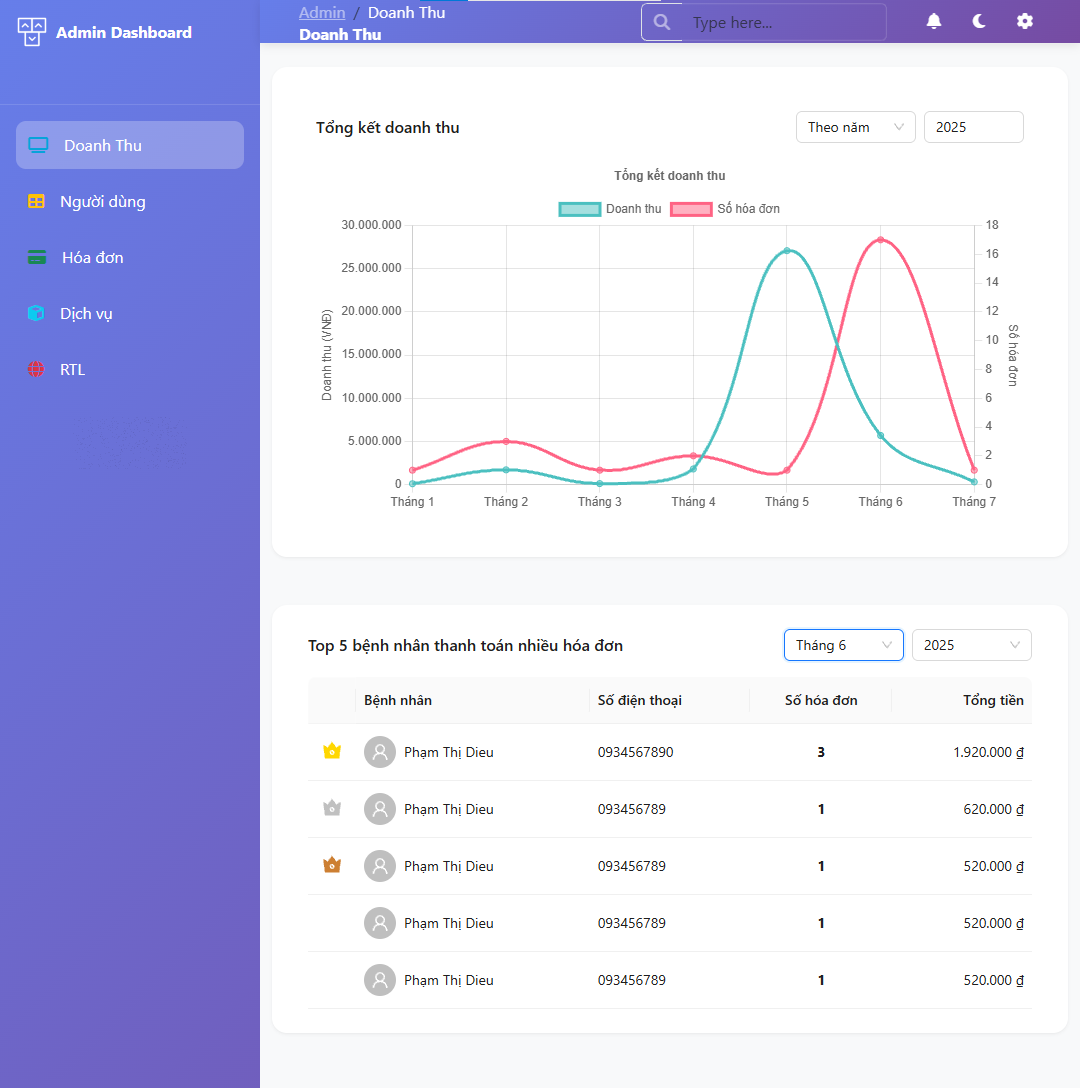 Admin Dashboard
Doanh Thu
Người dùng
Hóa đơn
Dịch vụ
RTL
Admin / Doanh Thu
Doanh Thu
Type here...
Tổng kết doanh thu
Theo năm
2025
Tổng kết doanh thu
Doanh thu Số hóa đơn
Doanh thu (VNĐ)
30.000.000
25.000.000
20.000.000
15.000.000
10.000.000
5.000.000
0
18
16
14
12
10
8
6
4
2
0
Số hóa đơn
Tháng 1 Tháng 2 Tháng 3 Tháng 4 Tháng 5 Tháng 6 Tháng 7
Top 5 bệnh nhân thanh toán nhiều hóa đơn
Tháng 6
2025
Bệnh nhân Số điện thoại Số hóa đơn Tổng tiền
Phạm Thị Dieu 0934567890 3 1.920.000 ₫
Phạm Thị Dieu 093456789 1 620.000 ₫
Phạm Thị Dieu 093456789 1 520.000 ₫
Phạm Thị Dieu 093456789 1 520.000 ₫
Phạm Thị Dieu 093456789 1 520.000 ₫